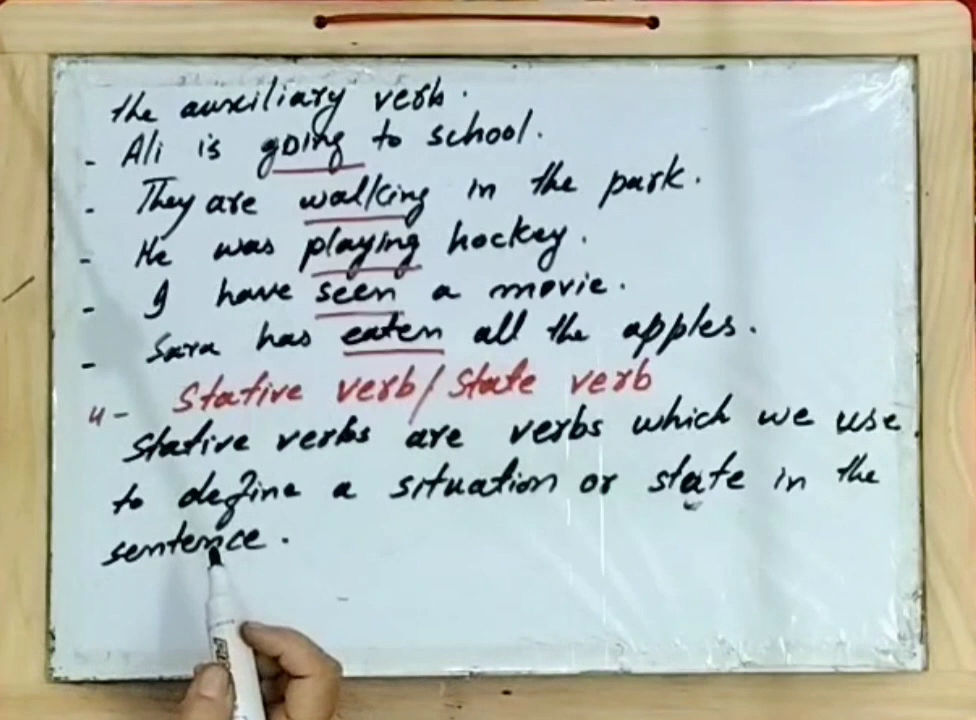 the auxiliary verb.
- Ali is going to school.
- They are walking in the park.
- He was playing hockey.
- I have seen a movie.
- Sara has eaten all the apples.
4- Stative verb/State verb
Stative verbs are verbs which we use
to define a situation or state in the
sentence.